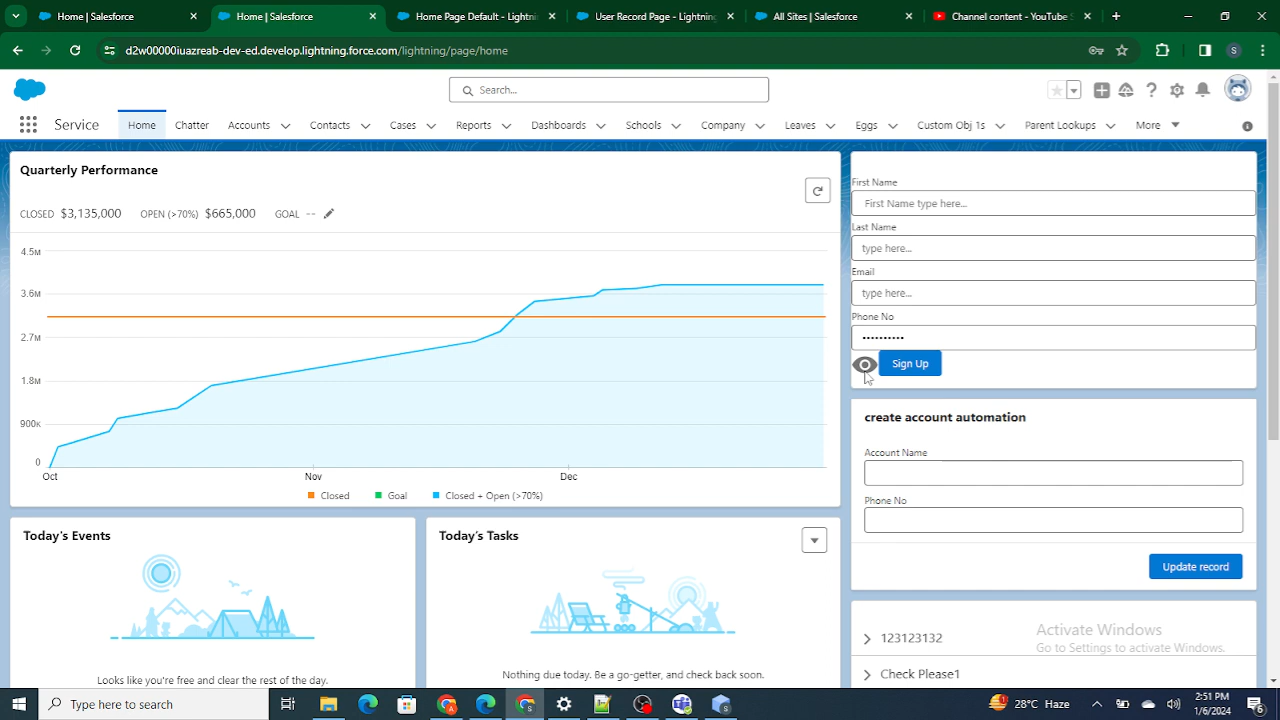 Home | Salesforce
Home | Salesforce
Home Page Default - Lightni
User Record Page - Lightning
All Sites | Salesforce
Channel content - YouTube S
d2w00000iuazreab-dev-ed.develop.lightning.force.com/lightning/page/home
S
Search...
Service
Home
Chatter
Accounts
Contacts
Cases
Reports
Dashboards
Schools
Company
Leaves
Eggs
Custom Obj 1s
Parent Lookups
More
Quarterly Performance
CLOSED $3,135,000 OPEN (>70%) $665,000 GOAL --
4.5M
3.6M
2.7M
1.8M
900K
0
Oct Nov Dec
Closed Goal Closed + Open (>70%)
First Name
First Name type here...
Last Name
type here...
Email
type here...
Phone No
••••••••••
Sign Up
create account automation
Account Name
Phone No
Update record
Today's Events
Looks like you're free and clear the rest of the day.
Today's Tasks
Nothing due today. Be a go-getter, and check back soon.
123123132
Check Please1
Activate Windows
Go to Settings to activate Windows.
Type here to search
28°C Haze
2:51 PM
1/6/2024
6